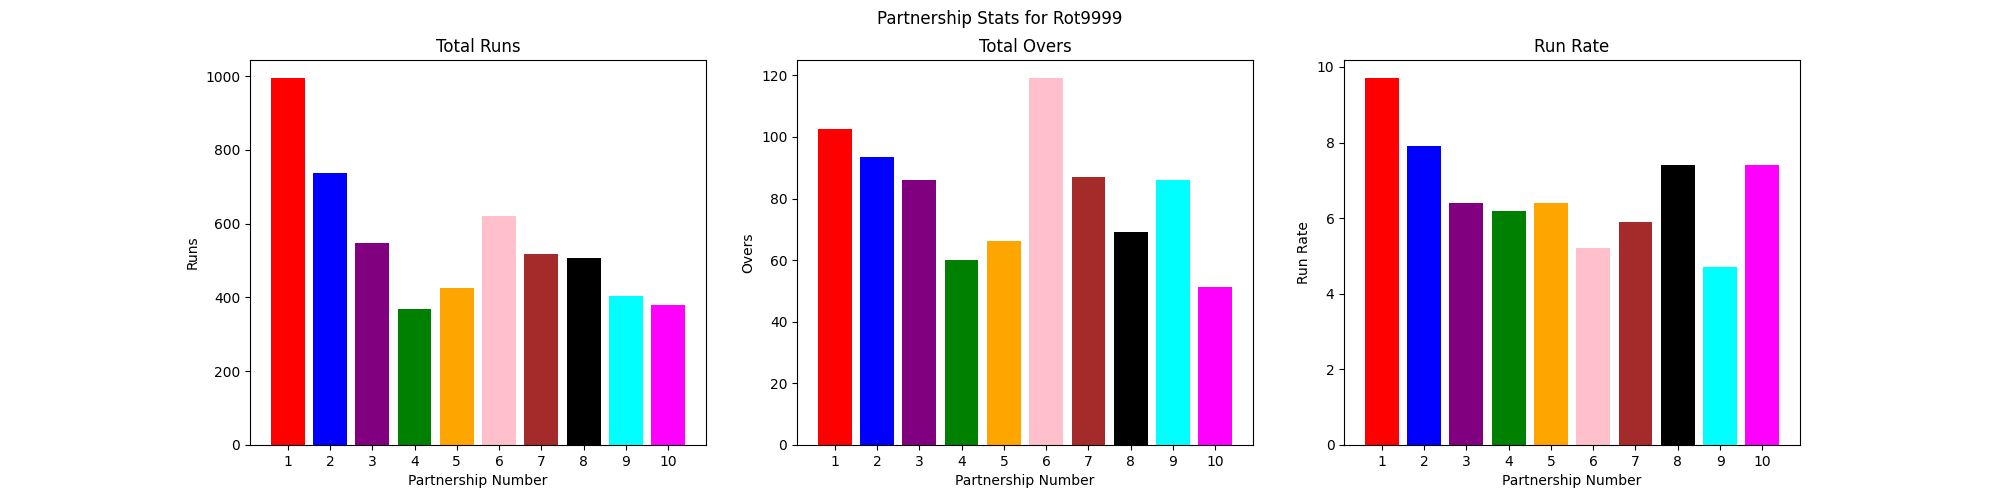 Partnership Stats for Rot9999
Total Runs
1000
800
600
400
200
0
Runs
1 2 3 4 5 6 7 8 9 10
Partnership Number
Total Overs
120
100
80
60
40
20
0
Overs
1 2 3 4 5 6 7 8 9 10
Partnership Number
Run Rate
10
8
6
4
2
0
Run Rate
1 2 3 4 5 6 7 8 9 10
Partnership Number